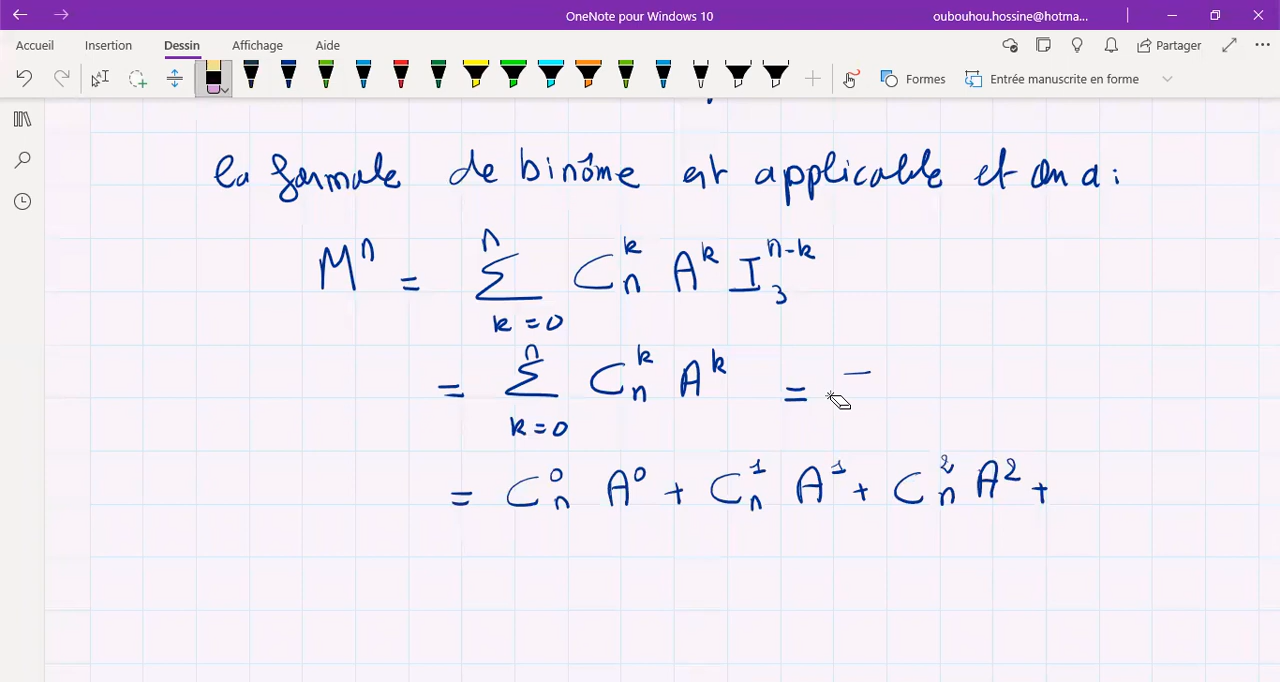 OneNote pour Windows 10
oubouhou.hossine@hotma...
Accueil Insertion Dessin Affichage Aide
Partager
Formes Entrée manuscrite en forme
la formule de binôme est applicable et on a :
M^n = Σ_{k=0}^{n} C_n^k A^k I_3^{n-k}
= Σ_{k=0}^{n} C_n^k A^k =
= C_n^0 A^0 + C_n^1 A^1 + C_n^2 A^2 +